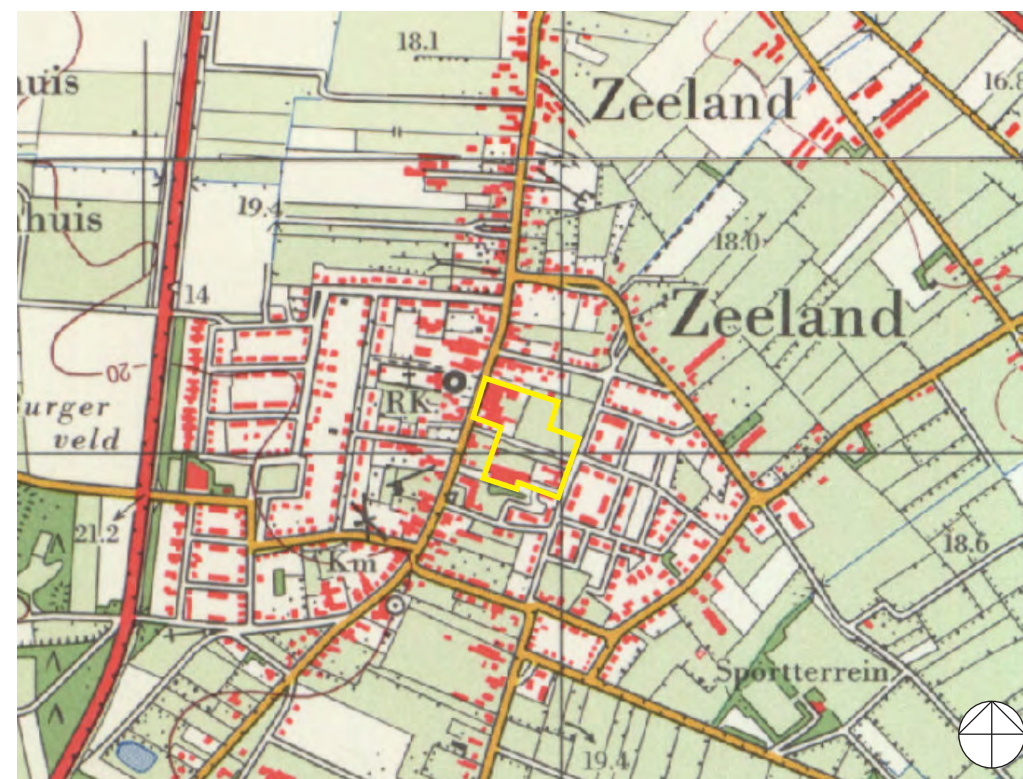 18.1
huis
Zeeland
16.8
huis
19.4
18.0
14
Zeeland
20
RK
urger
veld
21.2
Km
18.6
Sportterrein
19.4